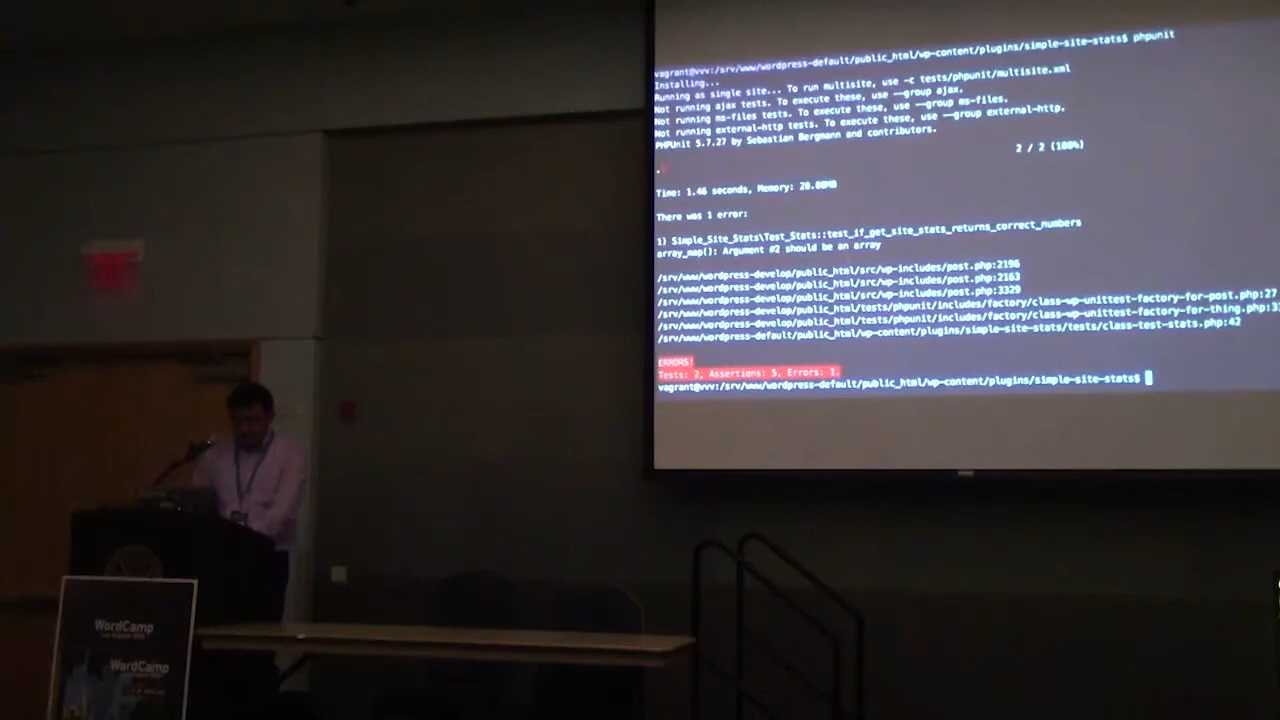 vagrant@vvv:/srv/www/wordpress-default/public_html/wp-content/plugins/simple-site-stats$ phpunit
Installing...
Running as single site... To run multisite, use -c tests/phpunit/multisite.xml
Not running ajax tests. To execute these, use --group ajax.
Not running ms-files tests. To execute these, use --group ms-files.
Not running external-http tests. To execute these, use --group external-http.
PHPUnit 5.7.27 by Sebastian Bergmann and contributors.
2 / 2 (100%)
Time: 1.46 seconds, Memory: 28.00MB
There was 1 error:
1) Simple_Site_Stats\Test_Stats::test_if_get_site_stats_returns_correct_numbers
array_map(): Argument #2 should be an array
/srv/www/wordpress-develop/public_html/src/wp-includes/post.php:2196
/srv/www/wordpress-develop/public_html/src/wp-includes/post.php:2163
/srv/www/wordpress-develop/public_html/src/wp-includes/post.php:3329
/srv/www/wordpress-develop/public_html/tests/phpunit/includes/factory/class-wp-unittest-factory-for-post.php:27
/srv/www/wordpress-develop/public_html/tests/phpunit/includes/factory/class-wp-unittest-factory-for-thing.php:
/srv/www/wordpress-default/public_html/wp-content/plugins/simple-site-stats/tests/class-test-stats.php:42
ERRORS!
Tests: 2, Assertions: 5, Errors: 1.
vagrant@vvv:/srv/www/wordpress-default/public_html/wp-content/plugins/simple-site-stats$
WordCamp
WordCamp